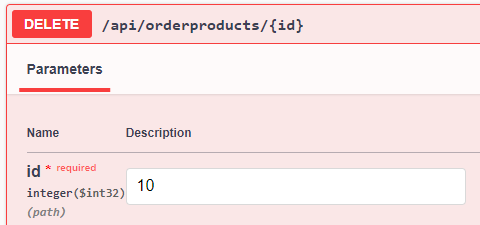 DELETE /api/orderproducts/{id}
Parameters
Name Description
id * required
integer($int32)
(path)
10